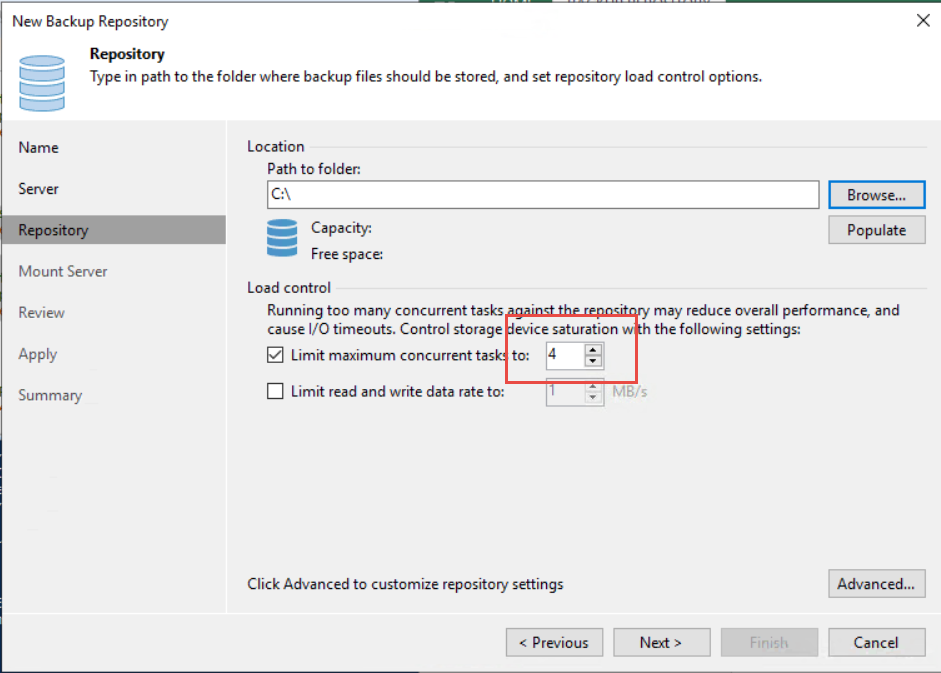 New Backup Repository
Repository
Type in path to the folder where backup files should be stored, and set repository load control options.
Name
Server
Repository
Mount Server
Review
Apply
Summary
Location
Path to folder:
C:\
Browse...
Capacity:
Populate
Free space:
Load control
Running too many concurrent tasks against the repository may reduce overall performance, and
cause I/O timeouts. Control storage device saturation with the following settings:
Limit maximum concurrent tasks to: 4
Limit read and write data rate to: 1 MB/s
Click Advanced to customize repository settings
Advanced...
< Previous
Next >
Finish
Cancel